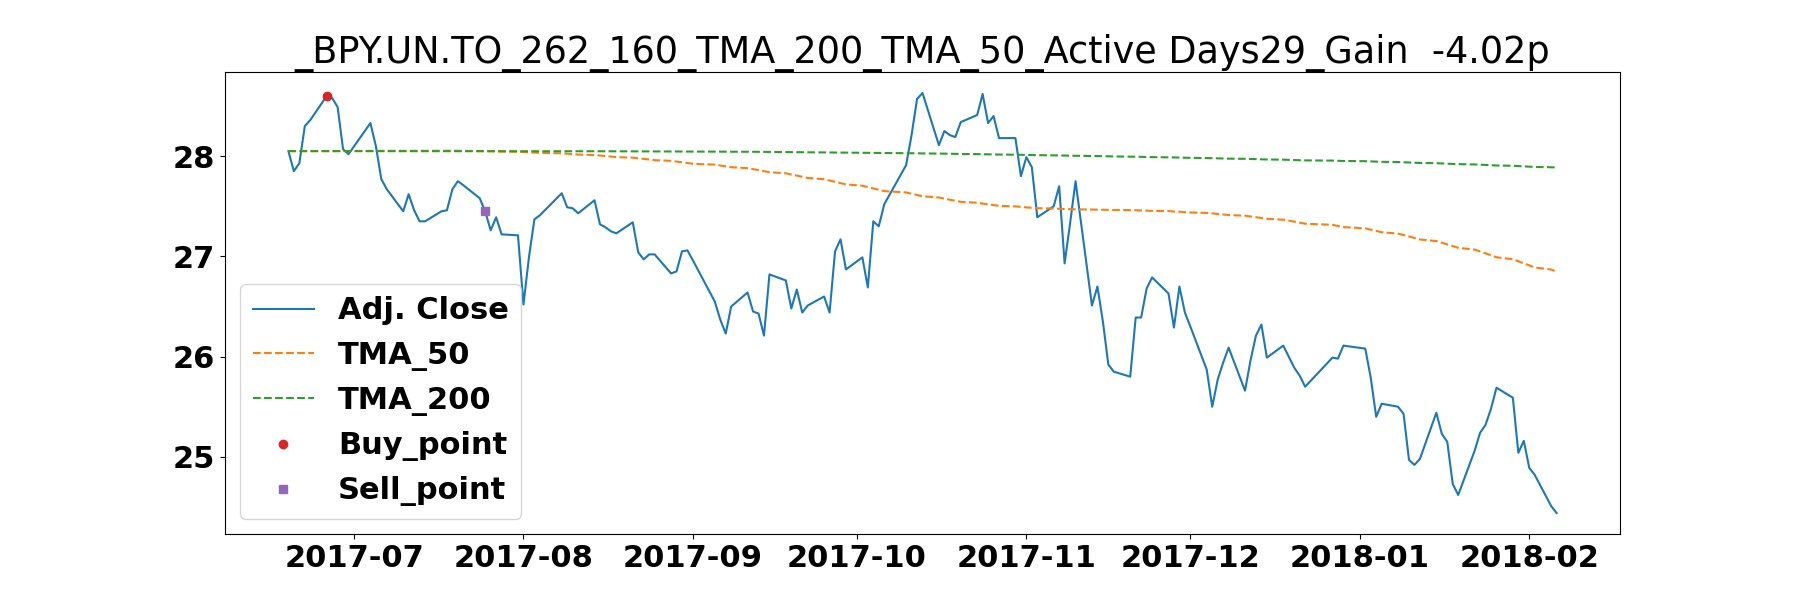 _BPY.UN.TO_262_160_TMA_200_TMA_50_Active Days29_Gain  -4.02p
28
27
26
25
Adj. Close
TMA_50
TMA_200
Buy_point
Sell_point
2017-07 2017-08 2017-09 2017-10 2017-11 2017-12 2018-01 2018-02